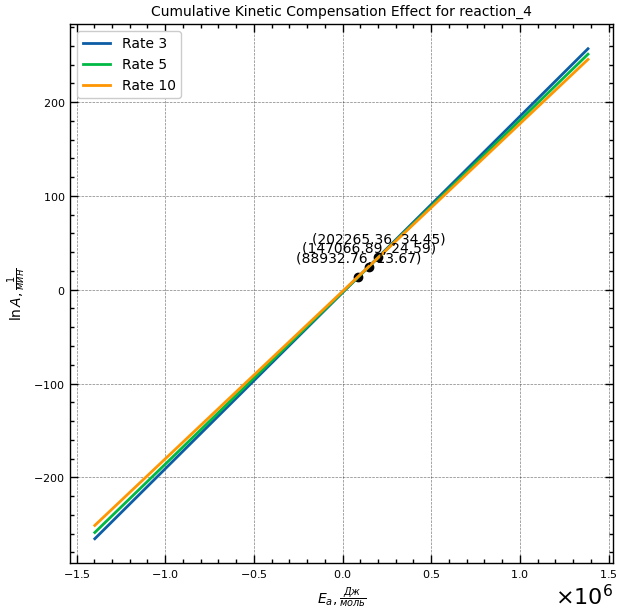 Cumulative Kinetic Compensation Effect for reaction_4
Rate 3
Rate 5
Rate 10
ln A, 1/мин
200
100
0
−100
−200
(202265.36, 34.45)
(147066.89, 24.59)
(88932.76, 13.67)
−1.5 −1.0 −0.5 0.0 0.5 1.0 1.5
×10⁶
Eₐ, Дж/моль